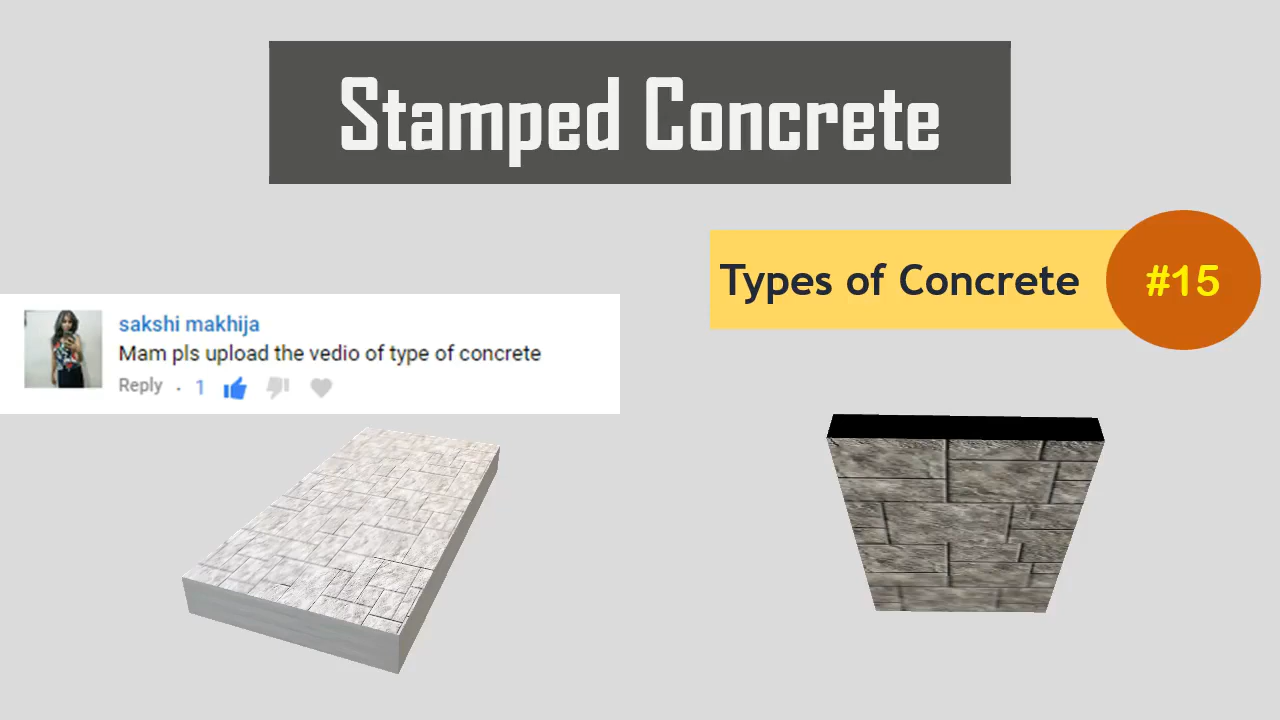 Stamped Concrete
Types of Concrete #15
sakshi makhija
Mam pls upload the vedio of type of concrete
Reply · 1